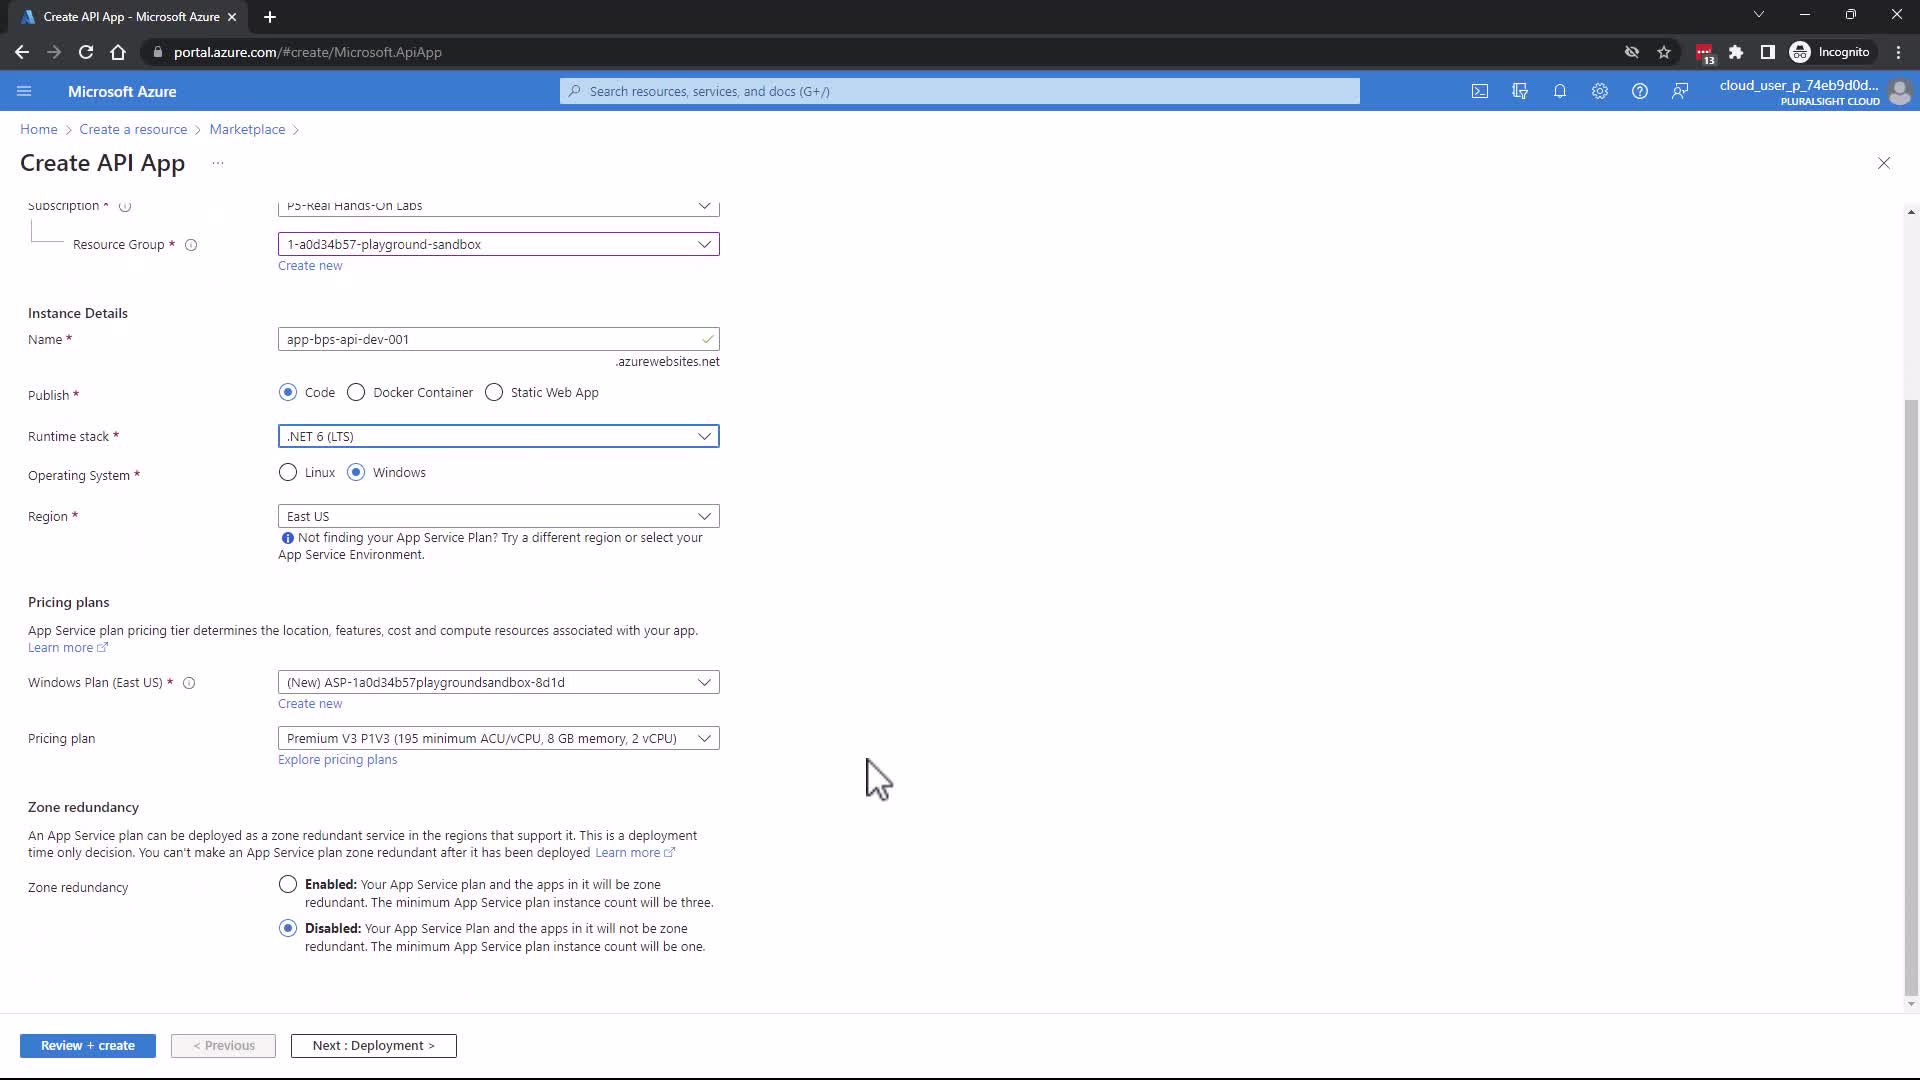 Create API App - Microsoft Azure
portal.azure.com/#create/Microsoft.ApiApp
13
Incognito
Microsoft Azure
Search resources, services, and docs (G+/)
cloud_user_p_74eb9d0d...
PLURALSIGHT CLOUD
Home > Create a resource > Marketplace >
Create API App ...
Subscription * P5-Real Hands-On Labs
Resource Group * 1-a0d34b57-playground-sandbox
Create new
Instance Details
Name * app-bps-api-dev-001
.azurewebsites.net
Publish * Code Docker Container Static Web App
Runtime stack * .NET 6 (LTS)
Operating System * Linux Windows
Region * East US
Not finding your App Service Plan? Try a different region or select your
App Service Environment.
Pricing plans
App Service plan pricing tier determines the location, features, cost and compute resources associated with your app.
Learn more
Windows Plan (East US) * (New) ASP-1a0d34b57playgroundsandbox-8d1d
Create new
Pricing plan Premium V3 P1V3 (195 minimum ACU/vCPU, 8 GB memory, 2 vCPU)
Explore pricing plans
Zone redundancy
An App Service plan can be deployed as a zone redundant service in the regions that support it. This is a deployment
time only decision. You can't make an App Service plan zone redundant after it has been deployed Learn more
Zone redundancy Enabled: Your App Service plan and the apps in it will be zone
redundant. The minimum App Service plan instance count will be three.
Disabled: Your App Service Plan and the apps in it will not be zone
redundant. The minimum App Service plan instance count will be one.
Review + create < Previous Next : Deployment >